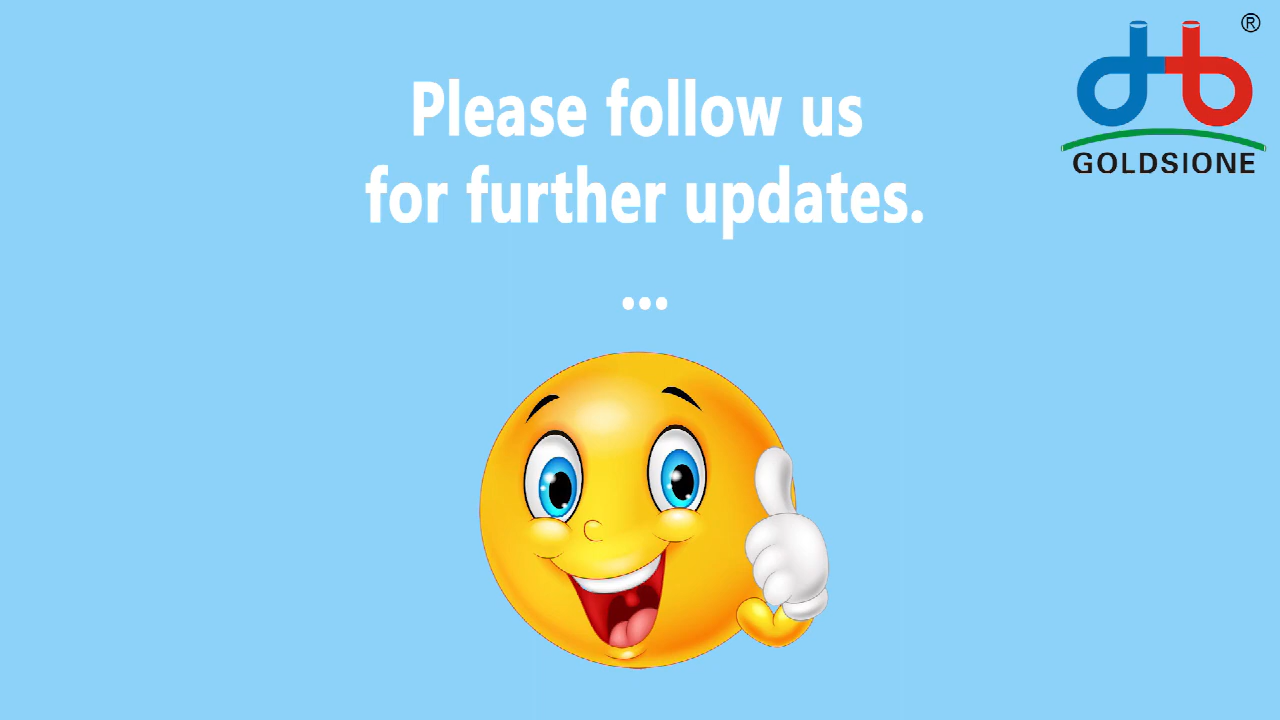 Please follow us
for further updates.
...
®
GOLDSIONE